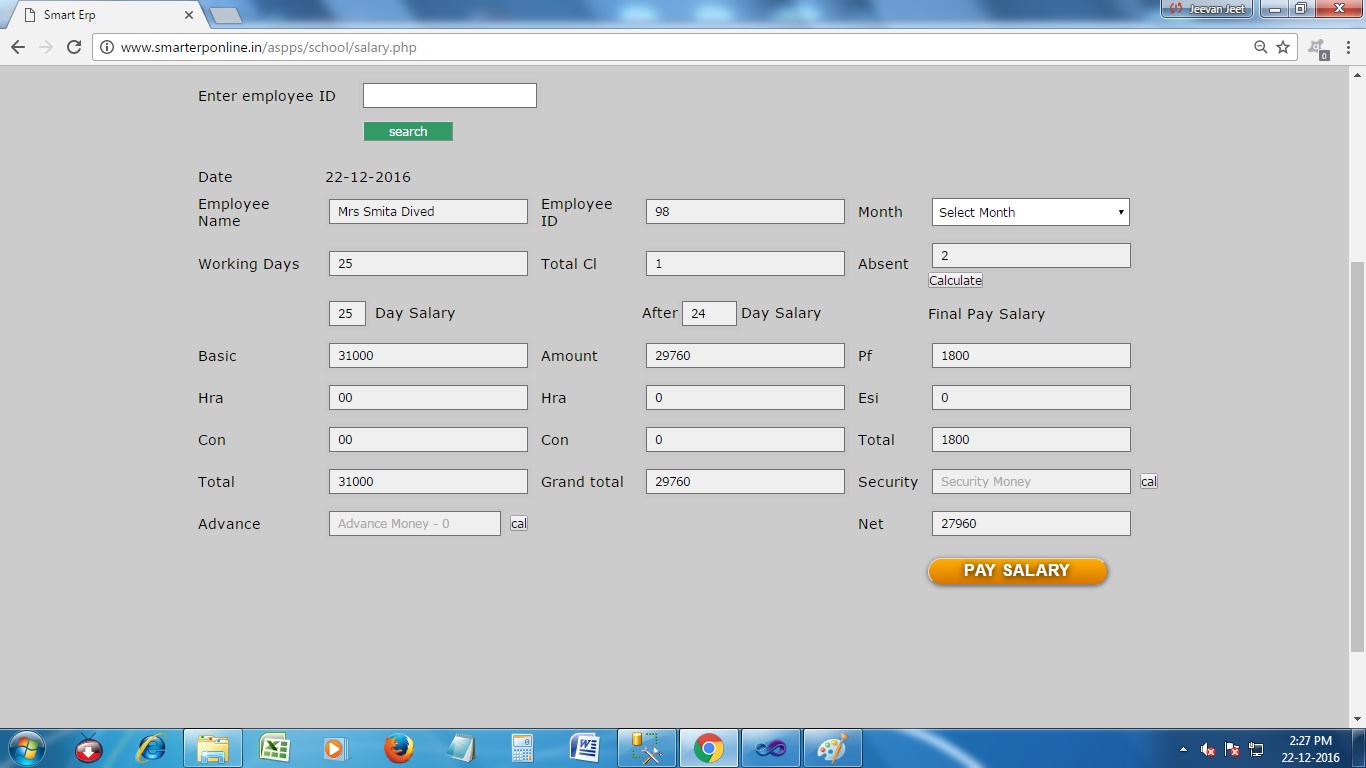 Smart Erp
Jeevan Jeet
www.smarterponline.in/aspps/school/salary.php
0
Enter employee ID
search
Date 22-12-2016
Employee Name Mrs Smita Dived Employee ID 98 Month Select Month
Working Days 25 Total Cl 1 Absent 2
Calculate
25 Day Salary After 24 Day Salary Final Pay Salary
Basic 31000 Amount 29760 Pf 1800
Hra 00 Hra 0 Esi 0
Con 00 Con 0 Total 1800
Total 31000 Grand total 29760 Security Security Money cal
Advance Advance Money - 0 cal Net 27960
PAY SALARY
2:27 PM
22-12-2016